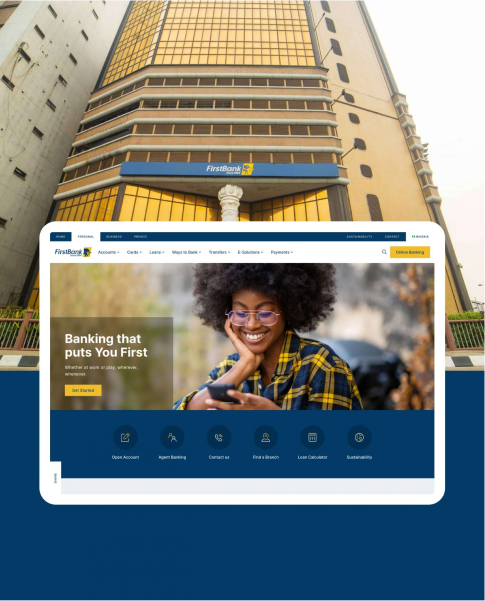 FirstBank
HOME PERSONAL BUSINESS PRIVATE SUSTAINABILITY CONTACT NIGERIA
FirstBank Accounts Cards Loans Ways to Bank Transfers E-Solutions Payments Online Banking
Banking that
puts You First
Whether at work or play, wherever,
whenever
Get Started
Open Account Agent Banking Contact us Find a Branch Loan Calculator Sustainability
SHARE